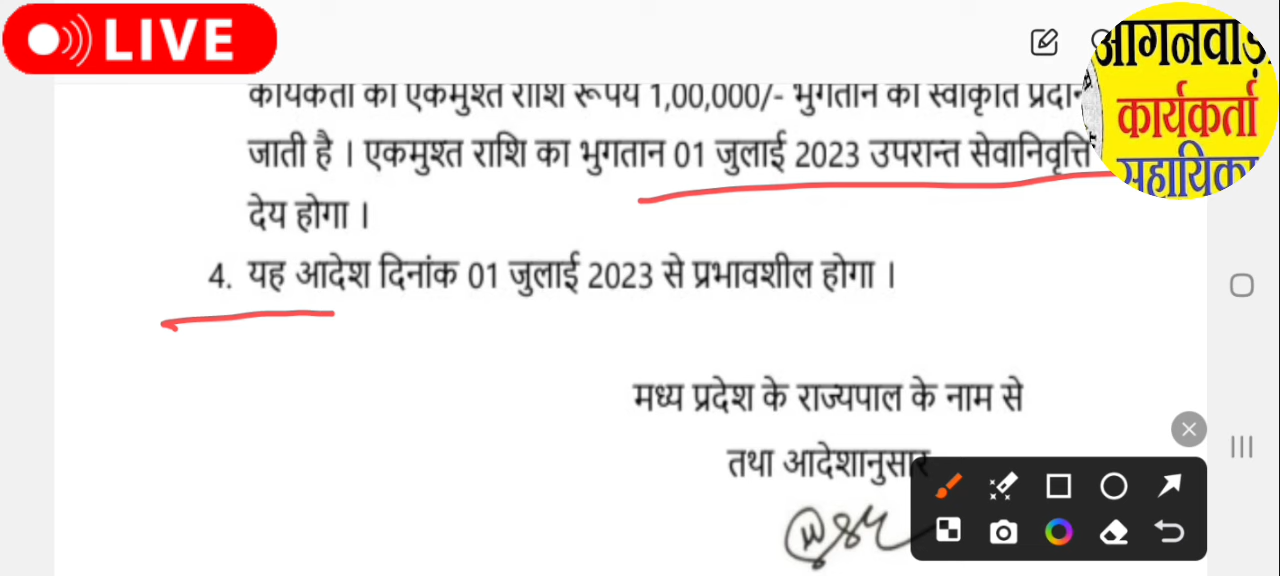 LIVE
आगनवाड़
कार्यकर्ता
सहायिका
कार्यकर्ता को एकमुश्त राशि रूपये 1,00,000/- भुगतान की स्वीकृति प्रदान
जाती है । एकमुश्त राशि का भुगतान 01 जुलाई 2023 उपरान्त सेवानिवृत्ति
देय होगा ।
4. यह आदेश दिनांक 01 जुलाई 2023 से प्रभावशील होगा ।
मध्य प्रदेश के राज्यपाल के नाम से
तथा आदेशानुसार